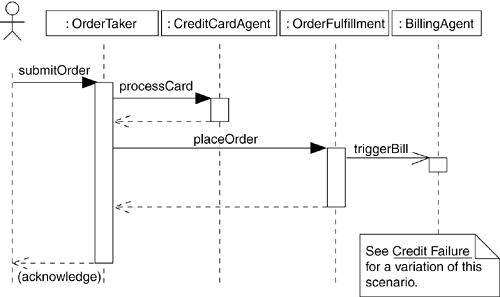 : OrderTaker
: CreditCardAgent
: OrderFulfillment
: BillingAgent
submitOrder
processCard
placeOrder
triggerBill
(acknowledge)
See Credit Failure
for a variation of this
scenario.